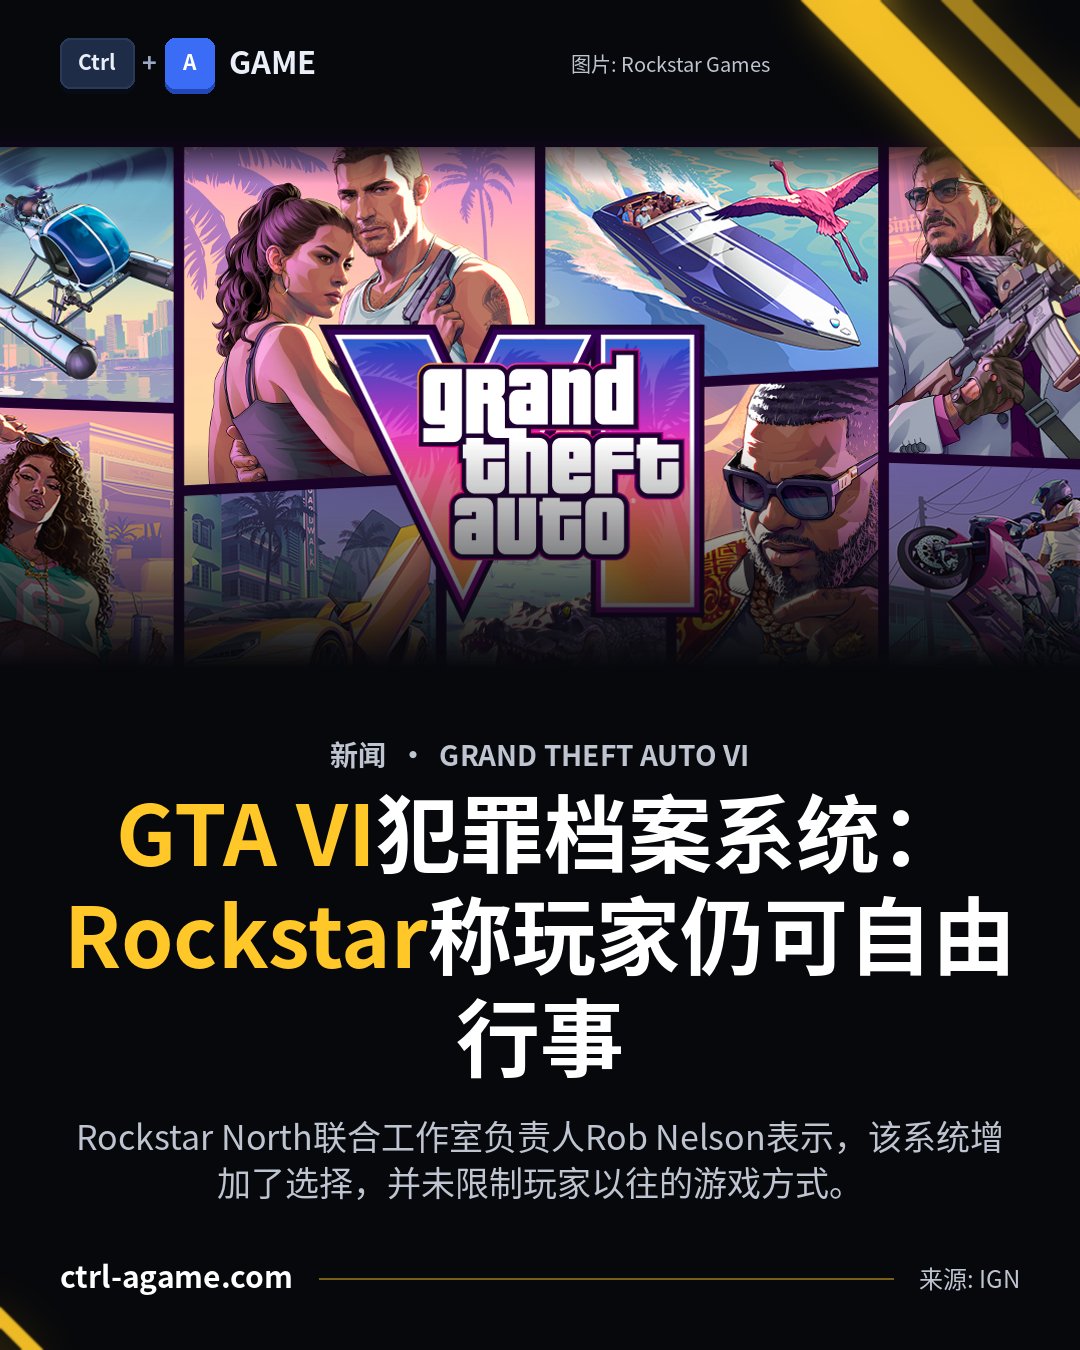 Ctrl + A GAME
图片: Rockstar Games
VI
grand
theft
auto
新闻 · GRAND THEFT AUTO VI
GTA VI犯罪档案系统：
Rockstar称玩家仍可自由
行事
Rockstar North联合工作室负责人Rob Nelson表示，该系统增
加了选择，并未限制玩家以往的游戏方式。
ctrl-agame.com
来源: IGN